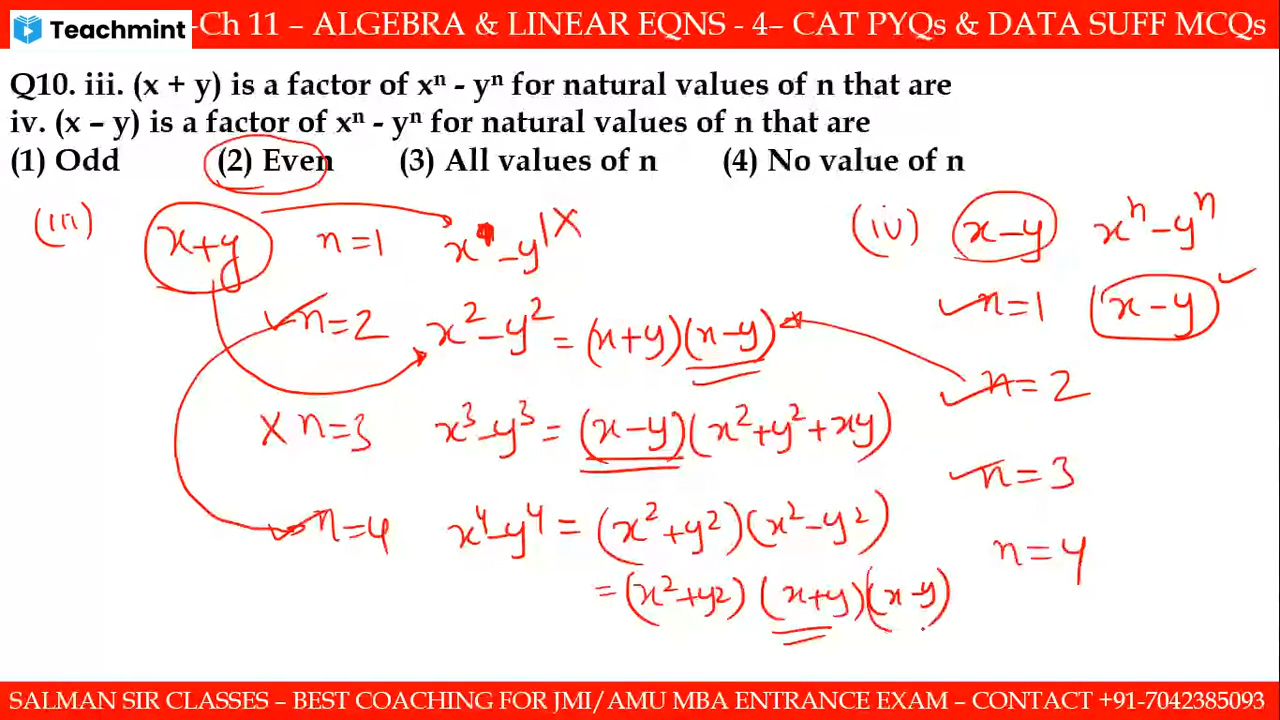 Teachmint -Ch 11 – ALGEBRA & LINEAR EQNS - 4– CAT PYQs & DATA SUFF MCQs
Q10. iii. (x + y) is a factor of xⁿ - yⁿ for natural values of n that are
iv. (x – y) is a factor of xⁿ - yⁿ for natural values of n that are
(1) Odd (2) Even (3) All values of n (4) No value of n
(iii) x+y n=1 x - y¹ X
n=2 x² - y² = (x+y)(x-y)
X n=3 x³ - y³ = (x-y)(x²+y²+xy)
n=4 x⁴ - y⁴ = (x²+y²)(x²-y²)
= (x²+y²)(x+y)(x-y)
(iv) x-y xⁿ - yⁿ
n=1 x-y
n=2
n=3
n=4
SALMAN SIR CLASSES – BEST COACHING FOR JMI/AMU MBA ENTRANCE EXAM – CONTACT +91-7042385093